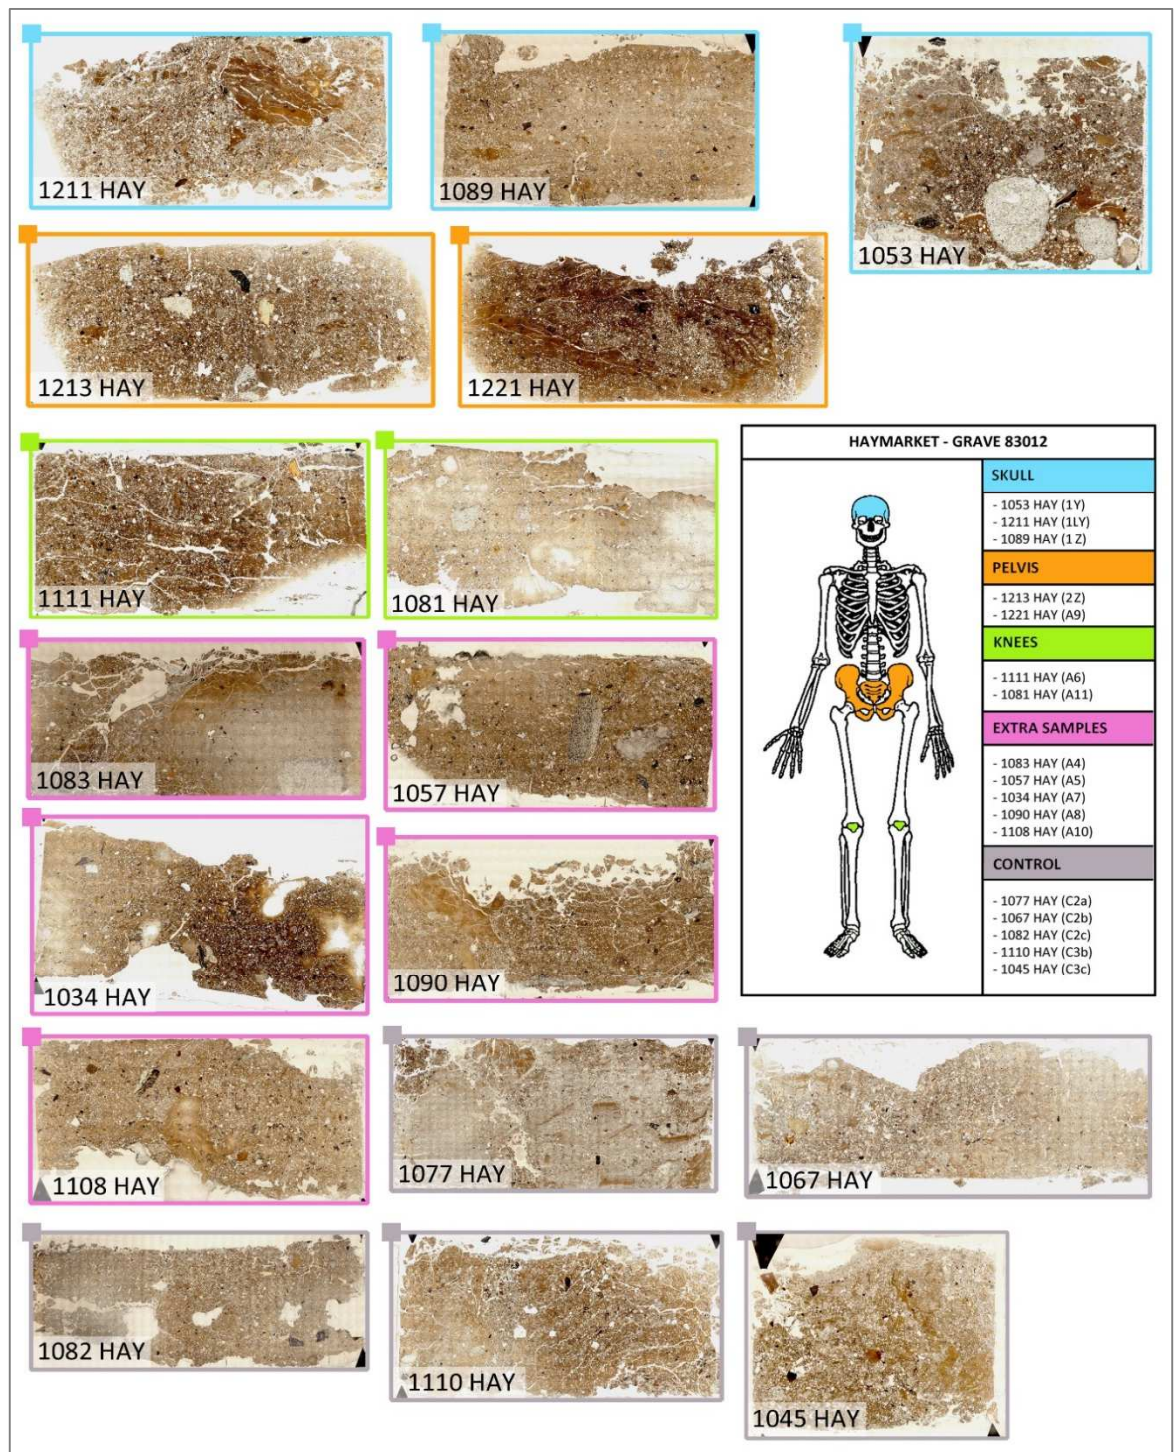 1211 HAY
1089 HAY
1053 HAY
1213 HAY
1221 HAY
1111 HAY
1081 HAY
1083 HAY
1057 HAY
1034 HAY
1090 HAY
1108 HAY
1077 HAY
1067 HAY
1082 HAY
1110 HAY
1045 HAY
HAYMARKET - GRAVE 83012
SKULL
- 1053 HAY (1Y)
- 1211 HAY (1LY)
- 1089 HAY (1Z)
PELVIS
- 1213 HAY (2Z)
- 1221 HAY (A9)
KNEES
- 1111 HAY (A6)
- 1081 HAY (A11)
EXTRA SAMPLES
- 1083 HAY (A4)
- 1057 HAY (A5)
- 1034 HAY (A7)
- 1090 HAY (A8)
- 1108 HAY (A10)
CONTROL
- 1077 HAY (C2a)
- 1067 HAY (C2b)
- 1082 HAY (C2c)
- 1110 HAY (C3b)
- 1045 HAY (C3c)